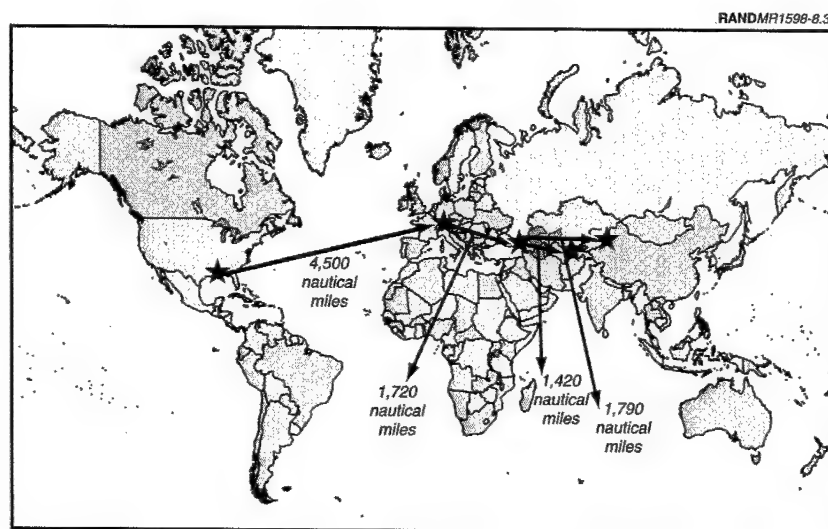 RANDMR1598-8.3
4,500
nautical
miles
1,720
nautical
miles
1,420
nautical
miles
1,790
nautical
miles